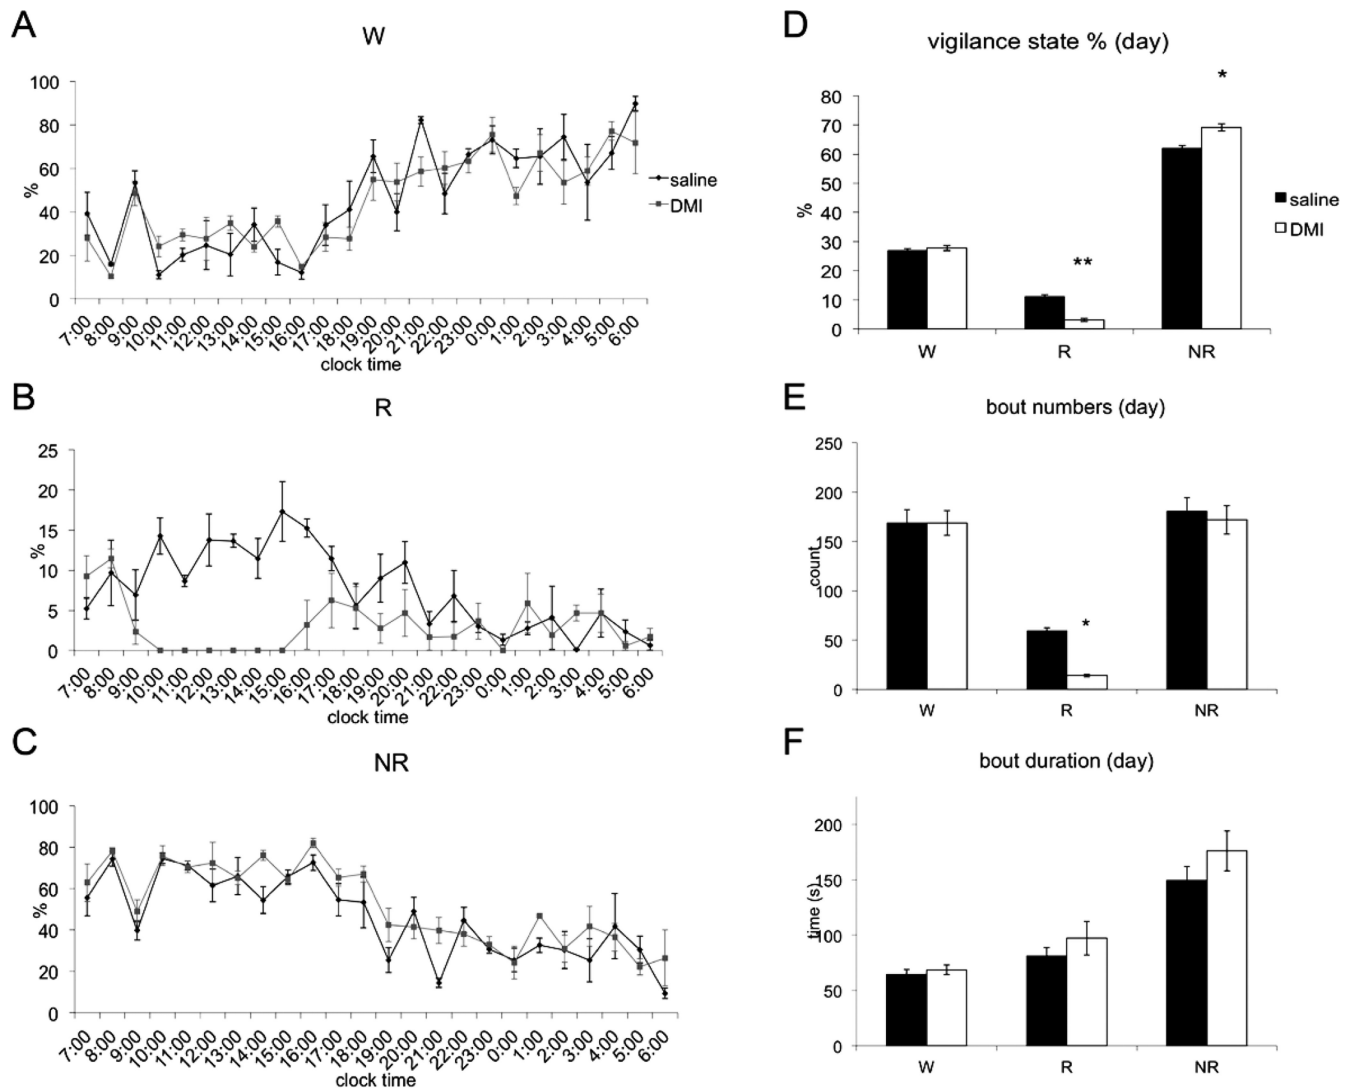 A
W
100
80
60
40
20
0
%
saline
DMI
7:00 8:00 9:00 10:00 11:00 12:00 13:00 14:00 15:00 16:00 17:00 18:00 19:00 20:00 21:00 22:00 23:00 0:00 1:00 2:00 3:00 4:00 5:00 6:00
clock time
B
R
25
20
15
10
5
0
%
7:00 8:00 9:00 10:00 11:00 12:00 13:00 14:00 15:00 16:00 17:00 18:00 19:00 20:00 21:00 22:00 23:00 0:00 1:00 2:00 3:00 4:00 5:00 6:00
clock time
C
NR
100
80
60
40
20
0
%
7:00 8:00 9:00 10:00 11:00 12:00 13:00 14:00 15:00 16:00 17:00 18:00 19:00 20:00 21:00 22:00 23:00 0:00 1:00 2:00 3:00 4:00 5:00 6:00
clock time
D
vigilance state % (day)
*
80
70
60
50
40
30
20
10
0
%
**
saline
DMI
W R NR
E
bout numbers (day)
250
200
150
100
50
0
count
*
W R NR
F
bout duration (day)
200
150
100
50
0
time (s)
W R NR